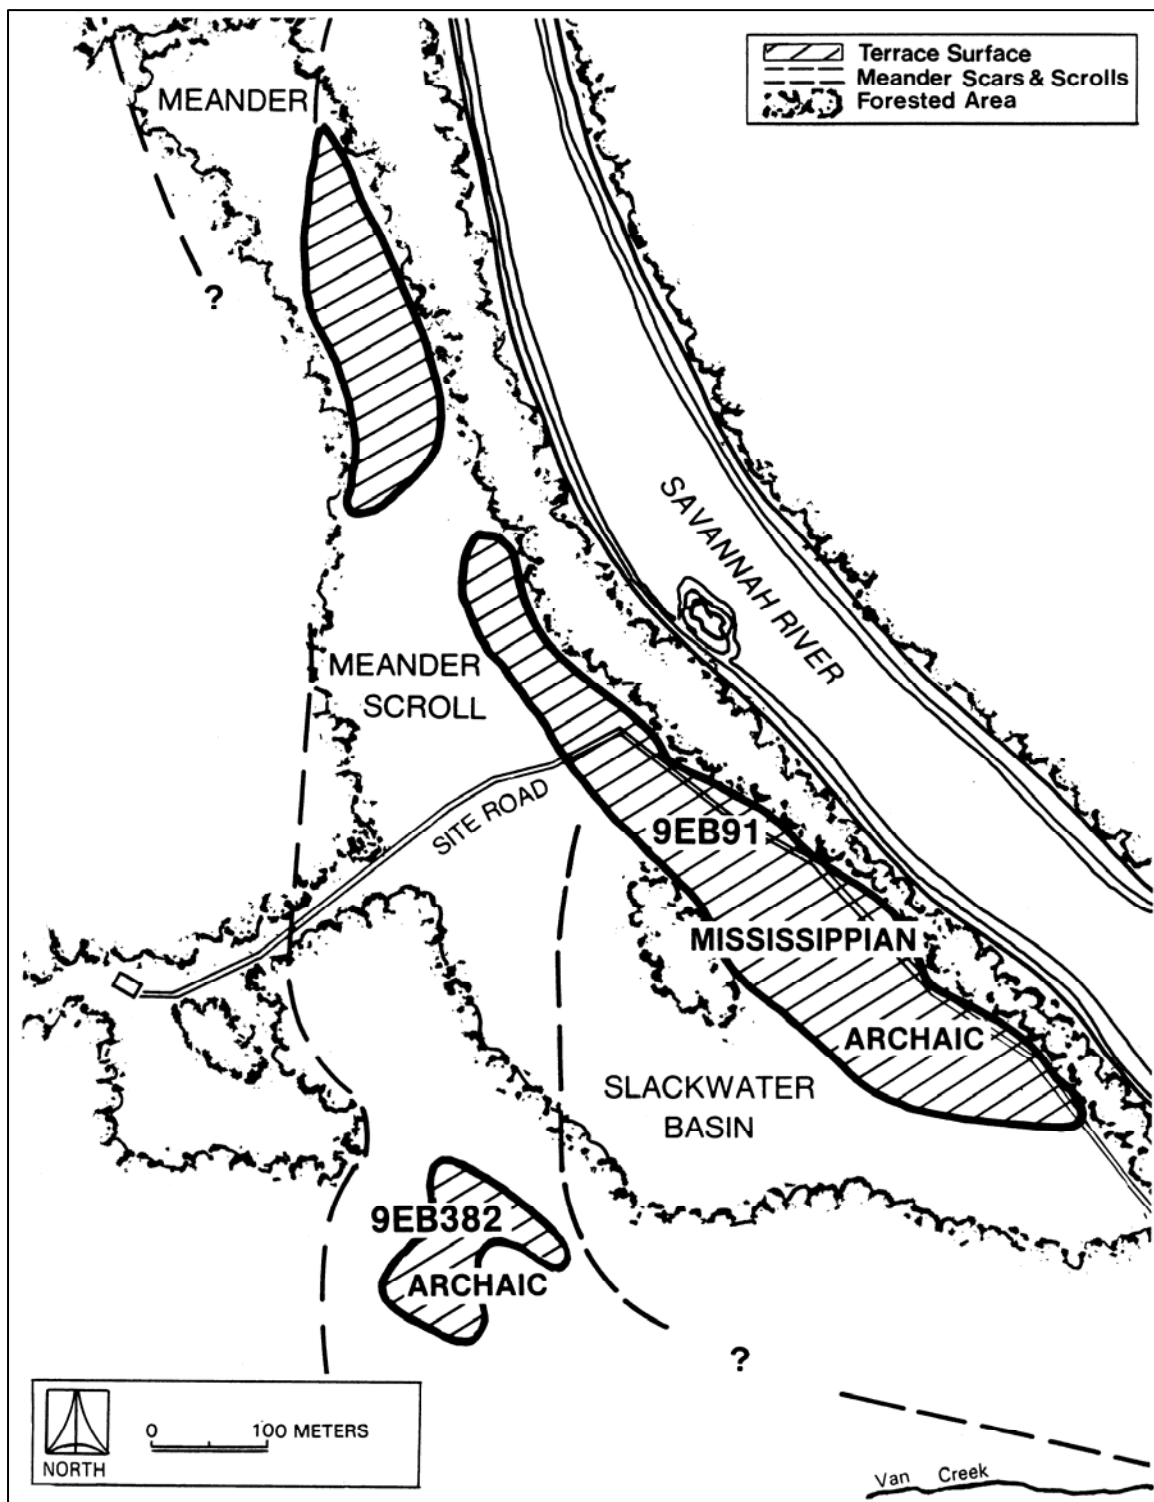 Terrace Surface
Meander Scars & Scrolls
Forested Area
MEANDER
?
SAVANNAH RIVER
MEANDER
SCROLL
SITE ROAD
9EB91
MISSISSIPPIAN
ARCHAIC
SLACKWATER
BASIN
9EB382
ARCHAIC
?
0 100 METERS
NORTH
Van Creek